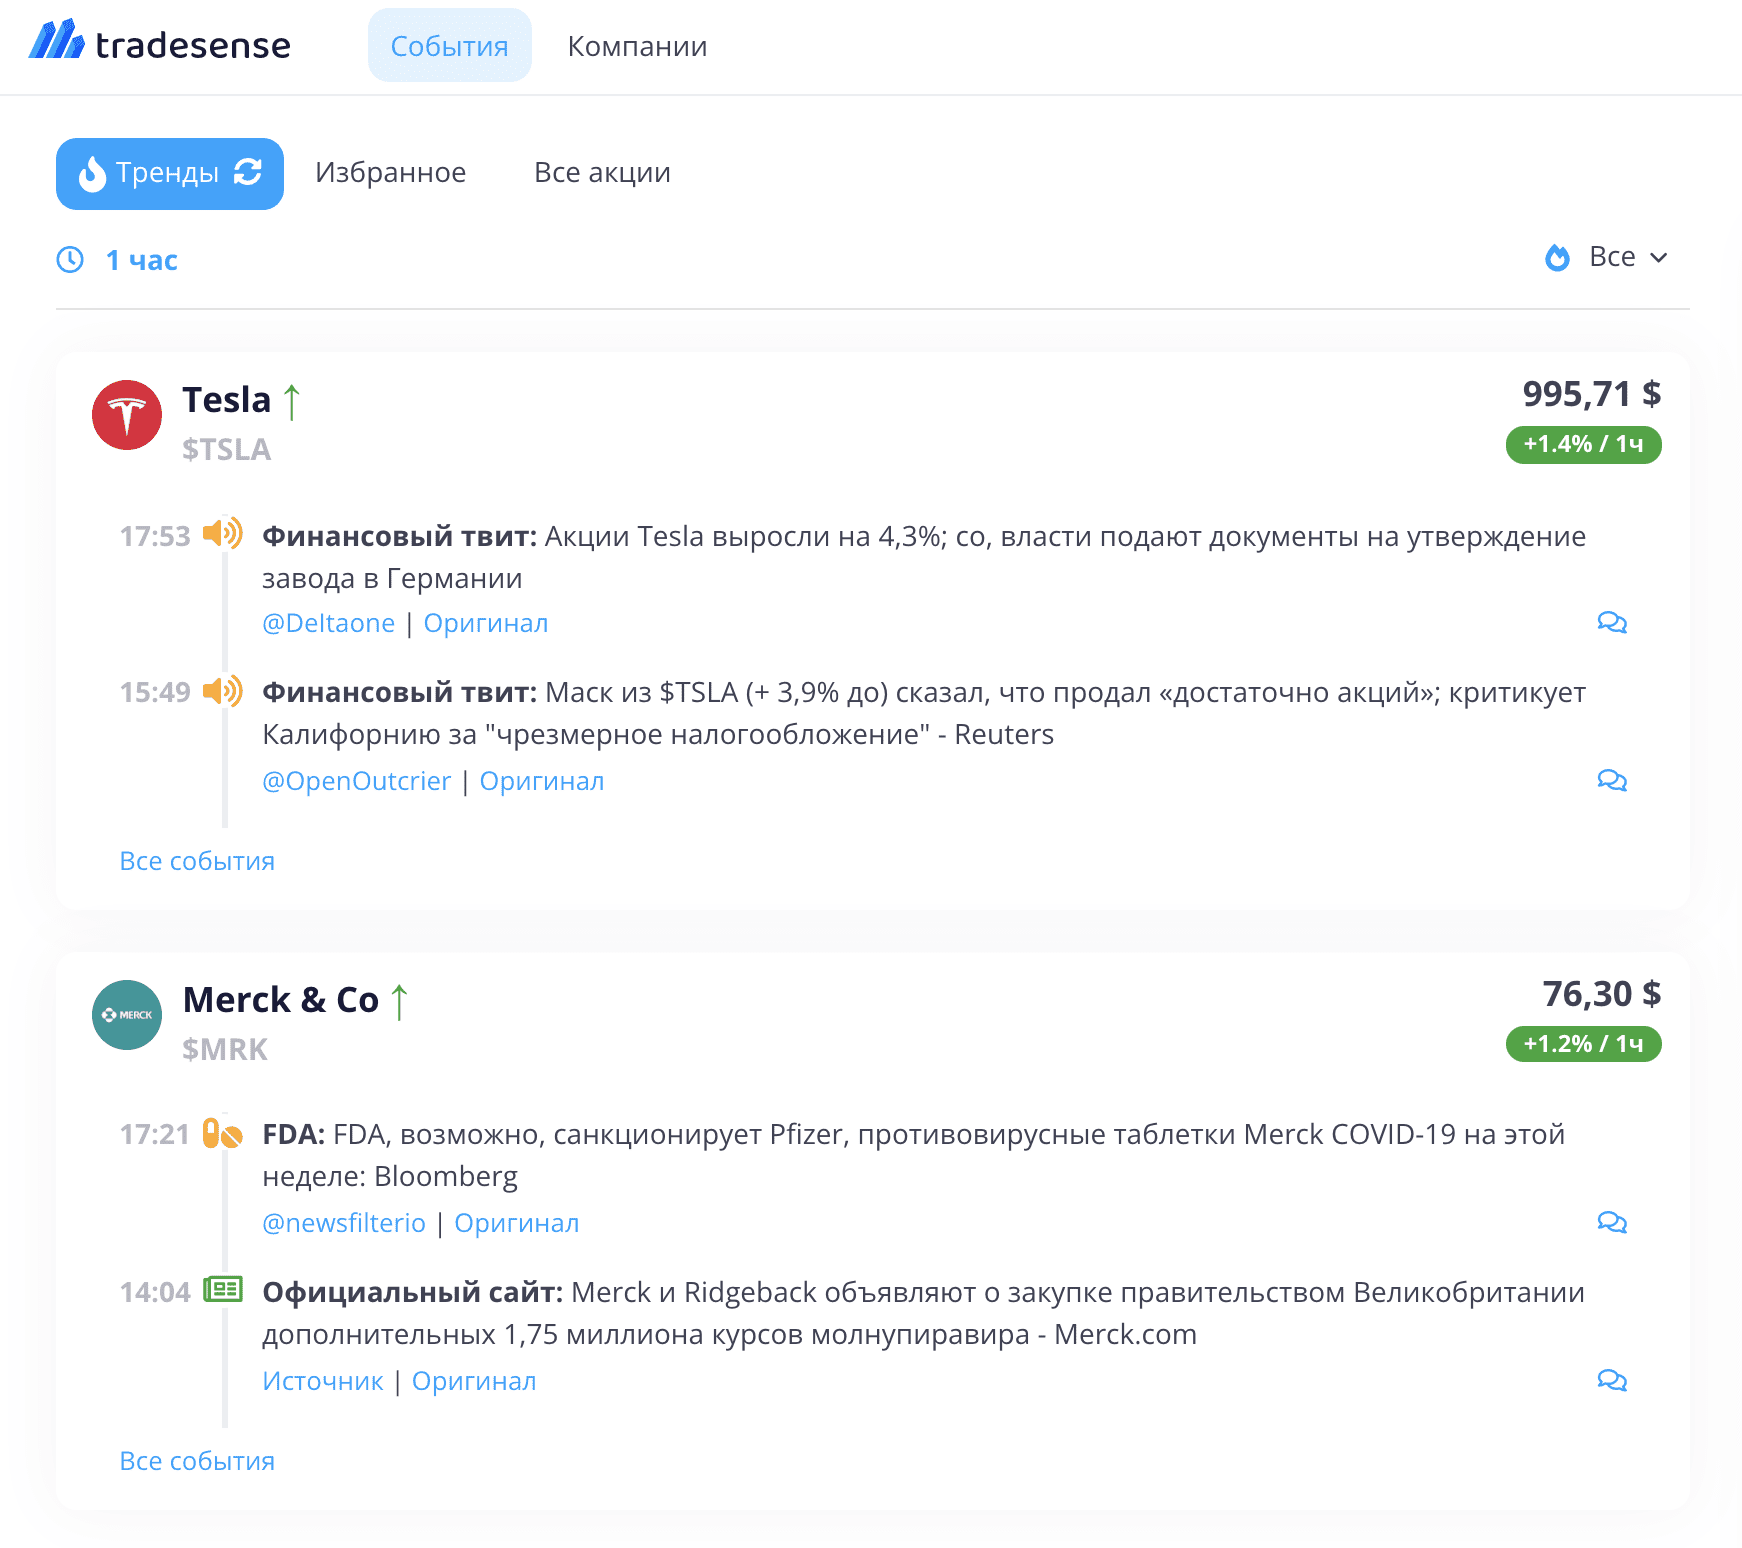 tradesense
События
Компании
Тренды
Избранное
Все акции
1 час
Все
Tesla ↑
995,71 $
$TSLA
+1.4% / 1ч
17:53
Финансовый твит: Акции Tesla выросли на 4,3%; со, власти подают документы на утверждение
завода в Германии
@Deltaone | Оригинал
15:49
Финансовый твит: Маск из $TSLA (+ 3,9% до) сказал, что продал «достаточно акций»; критикует
Калифорнию за "чрезмерное налогообложение" - Reuters
@OpenOutcrier | Оригинал
Все события
MERCK
Merck & Co ↑
76,30 $
$MRK
+1.2% / 1ч
17:21
FDA: FDA, возможно, санкционирует Pfizer, противовирусные таблетки Merck COVID-19 на этой
неделе: Bloomberg
@newsfilterio | Оригинал
14:04
Официальный сайт: Merck и Ridgeback объявляют о закупке правительством Великобритании
дополнительных 1,75 миллиона курсов молнупиравира - Merck.com
Источник | Оригинал
Все события